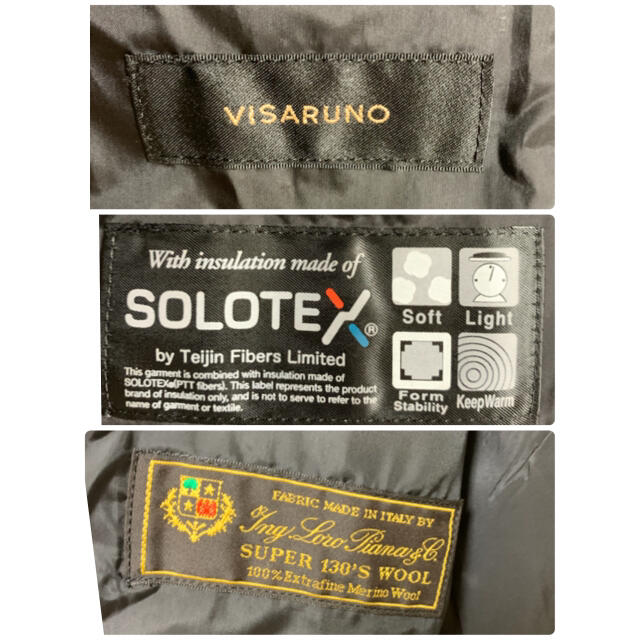 VISARUNO
With insulation made of
SOLOTEX®
by Teijin Fibers Limited
This garment is combined with insulation made of
SOLOTEX®(PTT fibers). This label represents the product
brand of insulation only, and is not to serve to refer to the
name of garment or textile.
Soft
Light
Form
Stability
KeepWarm
FABRIC MADE IN ITALY BY
Ing. Loro Piana & C.
SUPER 130'S WOOL
100% Extrafine Merino Wool